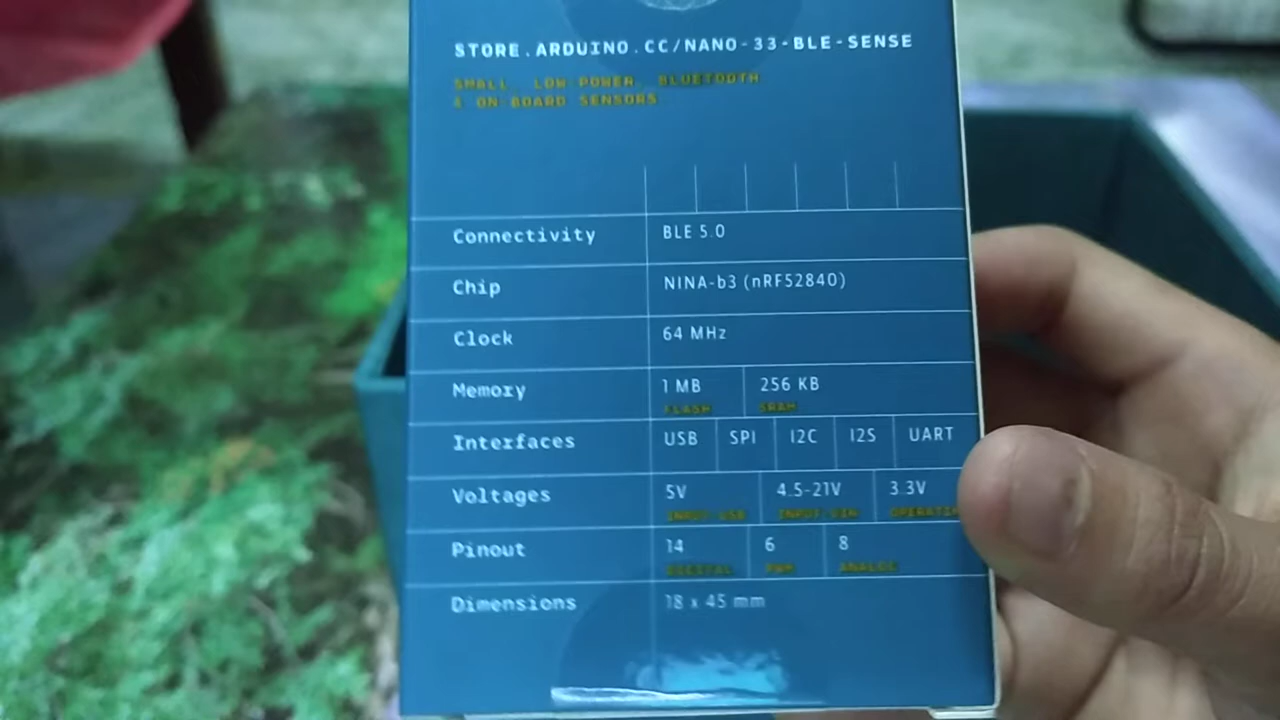 STORE.ARDUINO.CC/NANO-33-BLE-SENSE
SMALL, LOW-POWER, BLUETOOTH
& ON-BOARD SENSORS
Connectivity BLE 5.0
Chip NINA-b3 (nRF52840)
Clock 64 MHz
Memory 1 MB 256 KB
FLASH SRAM
Interfaces USB SPI I2C I2S UART
Voltages 5V 4.5-21V 3.3V
INPUT/USB INPUT/VIN
Pinout 14 6 8
DIGITAL PWM ANALOG
Dimensions 18 x 45 mm